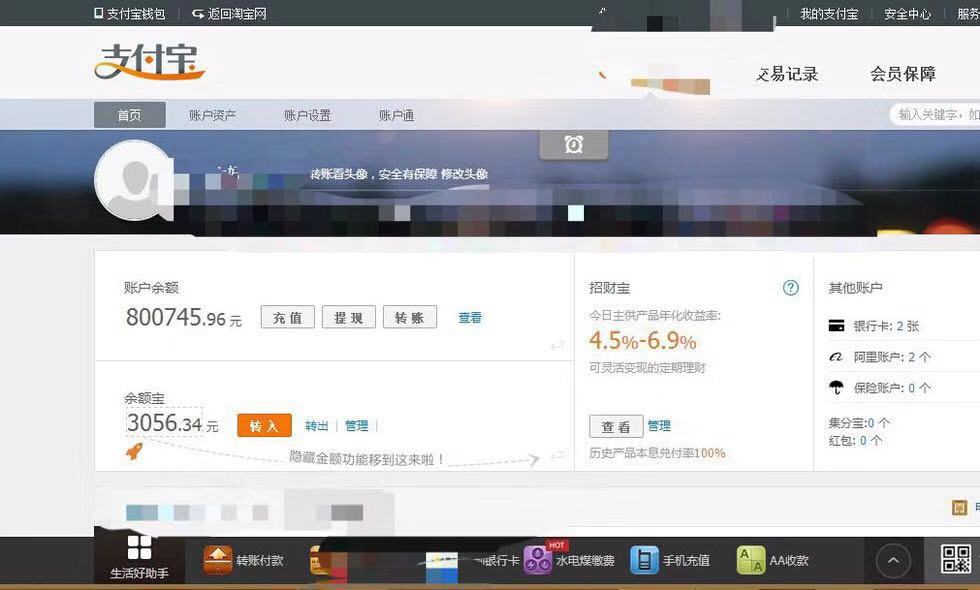 支付宝钱包 返回淘宝网 我的支付宝 安全中心
支付宝
交易记录 会员保障
首页 账户资产 账户设置 账户通 输入关键字,如
转账看头像,安全有保障 修改头像
账户余额
800745.96 元 充值 提现 转账 查看
余额宝
3056.34 元 转入 转出 管理
隐藏金额功能移到这来啦!
招财宝 ?
今日主供产品年化收益率:
4.5%-6.9%
可灵活变现的定期理财
查看 管理
历史产品本息兑付率100%
其他账户
银行卡: 2 张
阿里账户: 2 个
保险账户: 0 个
集分宝:0 个
红包: 0 个
生活好助手 转账付款 银行卡 HOT 水电煤缴费 手机充值 AA AA收款